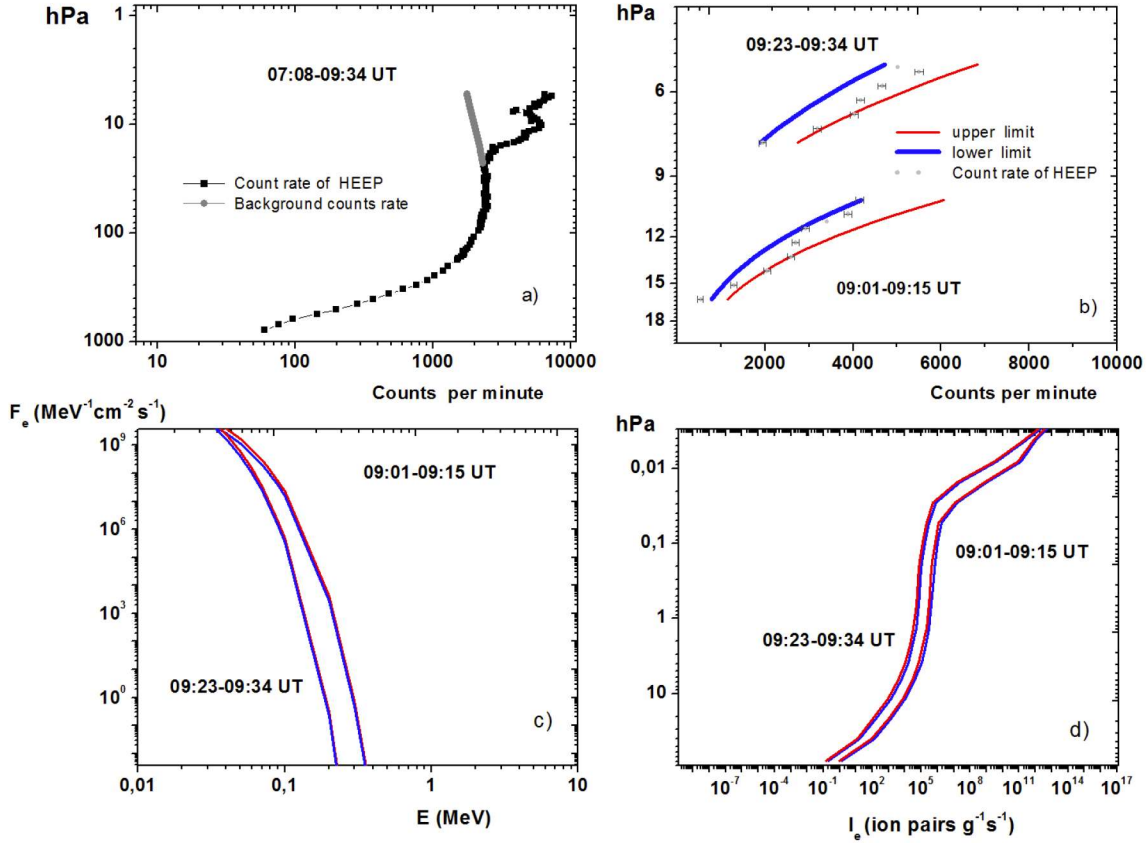 hPa
1
10
100
1000
07:08-09:34 UT
Count rate of HEEP
Background counts rate
a)
10 100 1000 10000
Counts per minute
hPa
6
9
12
15
18
09:23-09:34 UT
upper limit
lower limit
Count rate of HEEP
09:01-09:15 UT
b)
2000 4000 6000 8000 10000
Counts per minute
Fₑ (MeV⁻¹cm⁻² s⁻¹)
10⁹
10⁶
10³
10⁰
09:01-09:15 UT
09:23-09:34 UT
c)
0,01 0,1 1 10
E (MeV)
hPa
0,01
0,1
1
10
09:01-09:15 UT
09:23-09:34 UT
d)
10⁻⁷ 10⁻⁴ 10⁻¹ 10² 10⁵ 10⁸ 10¹¹ 10¹⁴ 10¹⁷
Iₑ (ion pairs g⁻¹s⁻¹)